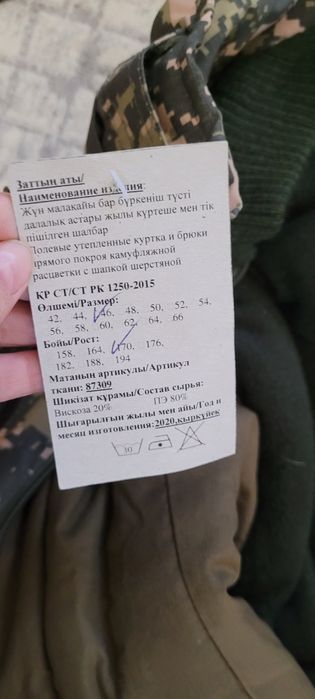 Заттың аты/
Наименование изделия:
Жүн малақайы бар бүркеніш түсті
далалық астары жылы күртеше мен тік
пішілген шалбар
Полевые утепленные куртка и брюки
прямого покроя камуфляжной
расцветки с шапкой шерстяной
ҚР СТ/СТ РК 1250-2015
Өлшемі/Размер:
42, 44, 46, 48, 50, 52, 54,
56, 58, 60, 62, 64, 66
Бойы/Рост:
158, 164, 170, 176,
182, 188, 194
Матаның артикулы/Артикул
ткани: 87309
Шикізат құрамы/Состав сырья:
Вискоза 20% ПЭ 80%
Шығарылған жылы мен айы/Год и
месяц изготовления:2020,қыркүйек
30